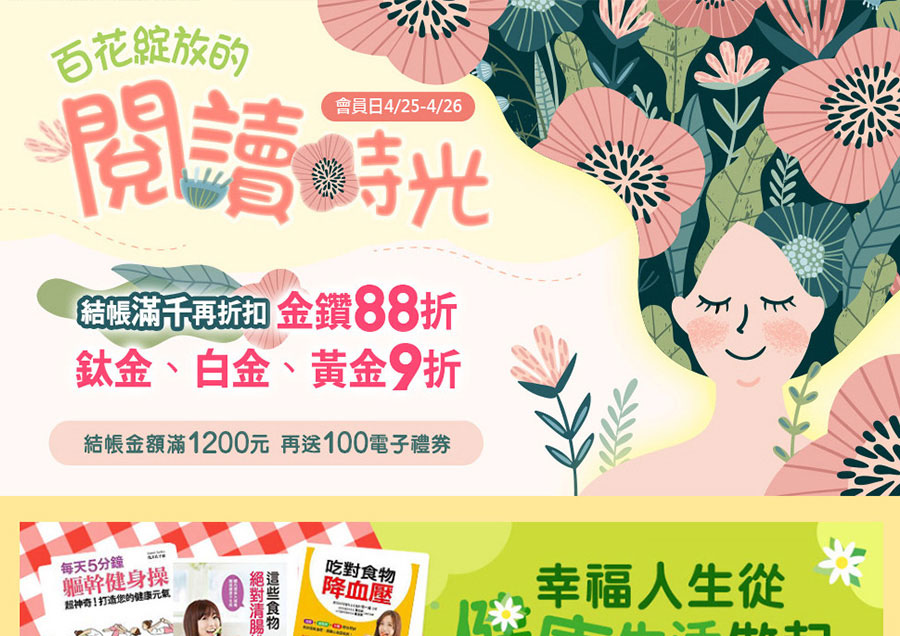 百花綻放的
閱讀時光
會員日4/25-4/26
結帳滿千再折扣 金鑽88折
鈦金、白金、黃金9折
結帳金額滿1200元 再送100電子禮券
每天5分鐘
軀幹健身操
超神奇！打造您的健康元氣
這些食物
絕對清腸
吃對食物
降血壓
幸福人生從